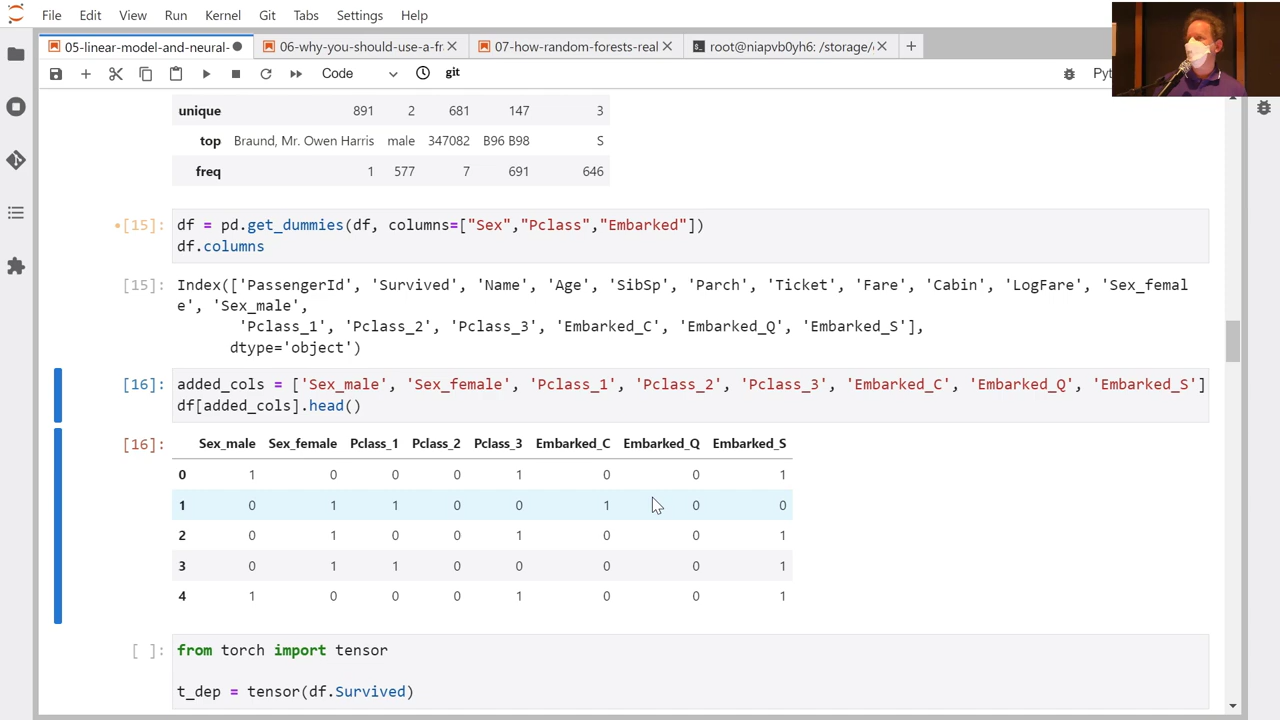 File Edit View Run Kernel Git Tabs Settings Help
05-linear-model-and-neural- 06-why-you-should-use-a-fr 07-how-random-forests-real root@niapvb0yh6: /storage/
Code git Pyt
unique 891 2 681 147 3
top Braund, Mr. Owen Harris male 347082 B96 B98 S
freq 1 577 7 691 646
[15]: df = pd.get_dummies(df, columns=["Sex","Pclass","Embarked"])
df.columns
[15]: Index(['PassengerId', 'Survived', 'Name', 'Age', 'SibSp', 'Parch', 'Ticket', 'Fare', 'Cabin', 'LogFare', 'Sex_femal
e', 'Sex_male',
'Pclass_1', 'Pclass_2', 'Pclass_3', 'Embarked_C', 'Embarked_Q', 'Embarked_S'],
dtype='object')
[16]: added_cols = ['Sex_male', 'Sex_female', 'Pclass_1', 'Pclass_2', 'Pclass_3', 'Embarked_C', 'Embarked_Q', 'Embarked_S']
df[added_cols].head()
[16]: Sex_male Sex_female Pclass_1 Pclass_2 Pclass_3 Embarked_C Embarked_Q Embarked_S
0 1 0 0 0 1 0 0 1
1 0 1 1 0 0 1 0 0
2 0 1 0 0 1 0 0 1
3 0 1 1 0 0 0 0 1
4 1 0 0 0 1 0 0 1
[ ]: from torch import tensor
t_dep = tensor(df.Survived)